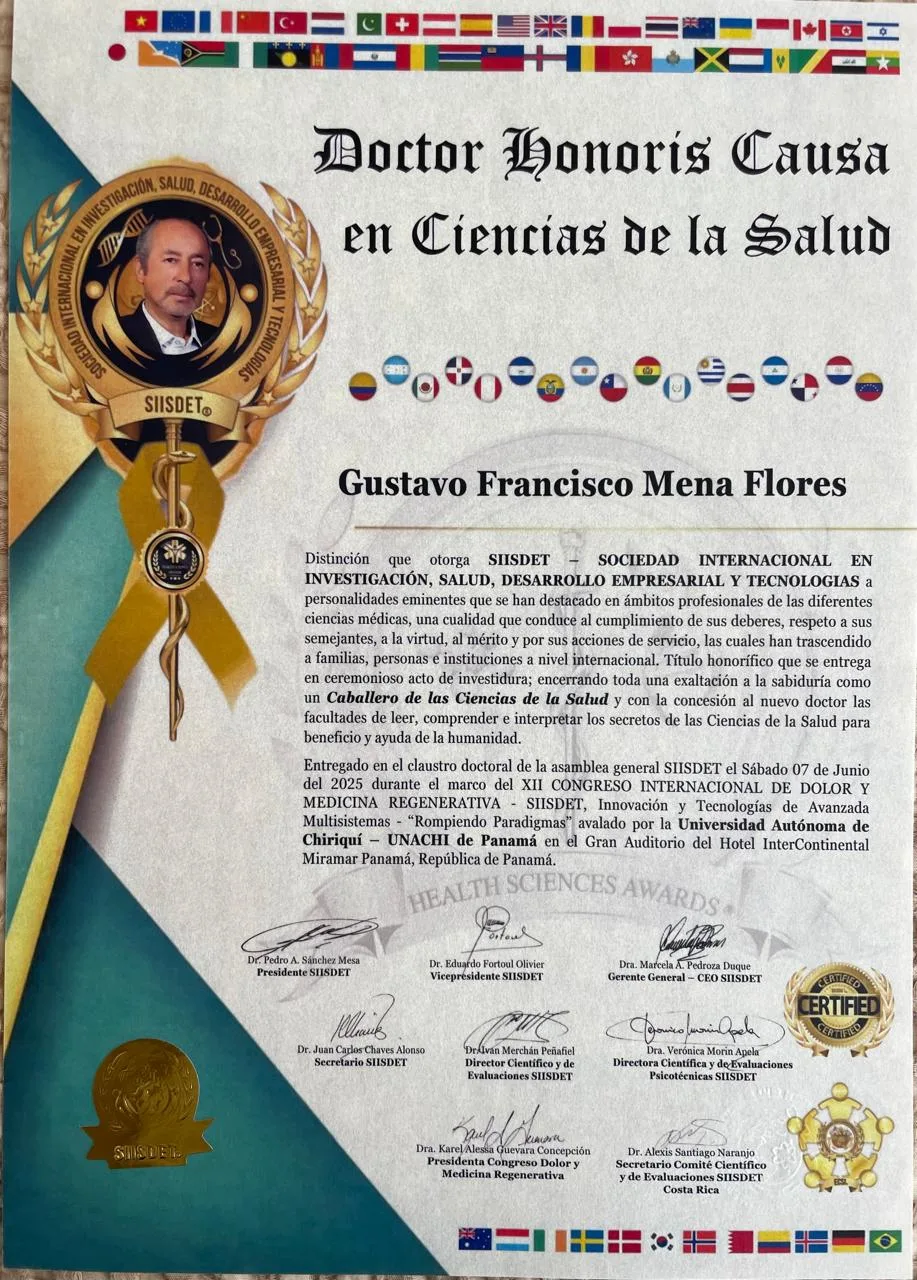 Doctor Honoris Causa
en Ciencias de la Salud
SOCIEDAD INTERNACIONAL EN INVESTIGACIÓN, SALUD, DESARROLLO EMPRESARIAL Y TECNOLOGIAS
SIISDET®
Gustavo Francisco Mena Flores
Distinción que otorga SIISDET – SOCIEDAD INTERNACIONAL EN
INVESTIGACIÓN, SALUD, DESARROLLO EMPRESARIAL Y TECNOLOGIAS a
personalidades eminentes que se han destacado en ámbitos profesionales de las diferentes
ciencias médicas, una cualidad que conduce al cumplimiento de sus deberes, respeto a sus
semejantes, a la virtud, al mérito y por sus acciones de servicio, las cuales han trascendido
a familias, personas e instituciones a nivel internacional. Título honorífico que se entrega
en ceremonioso acto de investidura; encerrando toda una exaltación a la sabiduría como
un Caballero de las Ciencias de la Salud y con la concesión al nuevo doctor las
facultades de leer, comprender e interpretar los secretos de las Ciencias de la Salud para
beneficio y ayuda de la humanidad.
Entregado en el claustro doctoral de la asamblea general SIISDET el Sábado 07 de Junio
del 2025 durante el marco del XII CONGRESO INTERNACIONAL DE DOLOR Y
MEDICINA REGENERATIVA - SIISDET, Innovación y Tecnologías de Avanzada
Multisistemas - “Rompiendo Paradigmas” avalado por la Universidad Autónoma de
Chiriquí – UNACHI de Panamá en el Gran Auditorio del Hotel InterContinental
Miramar Panamá, República de Panamá.
HEALTH SCIENCES AWARDS
Dr. Pedro A. Sánchez Mesa
Presidente SIISDET
Dr. Eduardo Fortoul Olivier
Vicepresidente SIISDET
Dra. Marcela A. Pedroza Duque
Gerente General – CEO SIISDET
Dr. Juan Carlos Chaves Alonso
Secretario SIISDET
Dr. Iván Merchán Peñafiel
Director Científico y de
Evaluaciones SIISDET
Dra. Verónica Morin Apela
Directora Científica y de Evaluaciones
Psicotécnicas SIISDET
CERTIFIED
CERTIFIED
CERTIFIED
Dra. Karel Alessa Guevara Concepción
Presidenta Congreso Dolor y
Medicina Regenerativa
Dr. Alexis Santiago Naranjo
Secretario Comité Científico
y de Evaluaciones SIISDET
Costa Rica
SIISDET
ECSL